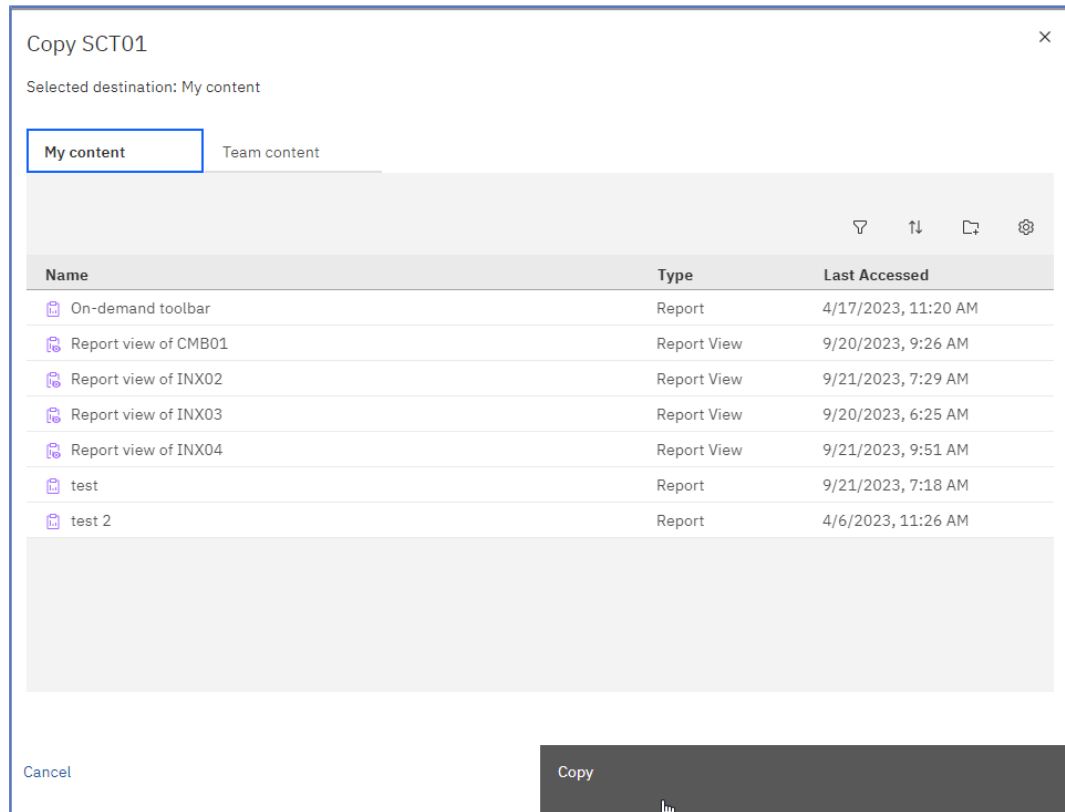 Copy SCT01
Selected destination: My content
My content Team content
Name Type Last Accessed
On-demand toolbar Report 4/17/2023, 11:20 AM
Report view of CMB01 Report View 9/20/2023, 9:26 AM
Report view of INX02 Report View 9/21/2023, 7:29 AM
Report view of INX03 Report View 9/20/2023, 6:25 AM
Report view of INX04 Report View 9/21/2023, 9:51 AM
test Report 9/21/2023, 7:18 AM
test 2 Report 4/6/2023, 11:26 AM
Cancel Copy